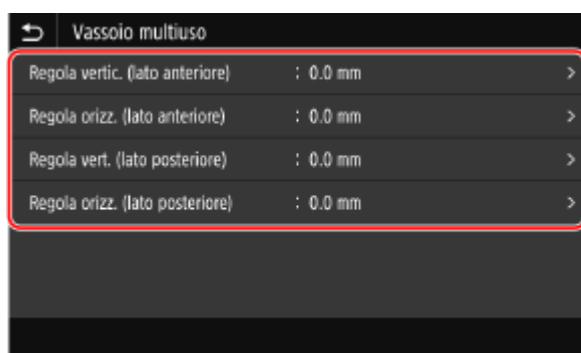 Vassoio multiuso
Regola vertic. (lato anteriore) : 0.0 mm
Regola orizz. (lato anteriore) : 0.0 mm
Regola vert. (lato posteriore) : 0.0 mm
Regola orizz. (lato posteriore) : 0.0 mm